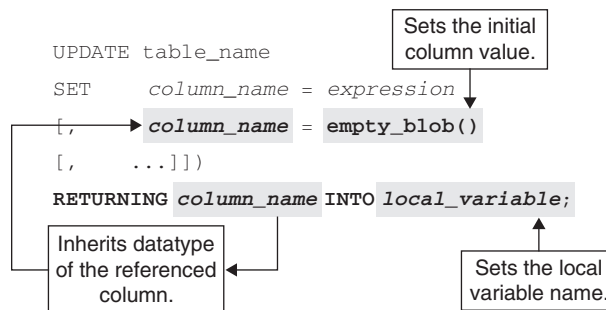 Sets the initial
column value.
UPDATE table_name
SET column_name = expression
[, column_name = empty_blob()
[, ...]])
RETURNING column_name INTO local_variable;
Inherits datatype
of the referenced
column.
Sets the local
variable name.